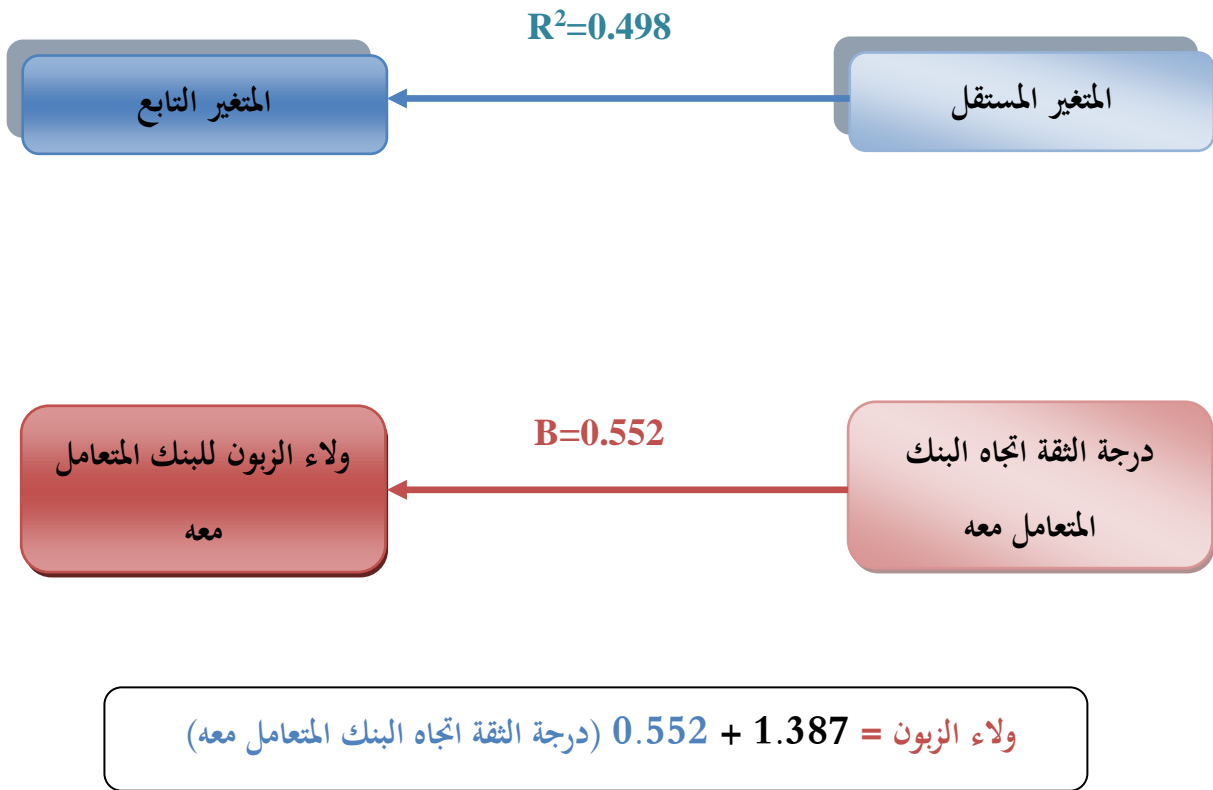 R²=0.498
المتغير المستقل
المتغير التابع
B=0.552
درجة الثقة اتجاه البنك
المتعامل معه
ولاء الزبون للبنك المتعامل
معه
ولاء الزبون = 1.387 + 0.552 (درجة الثقة اتجاه البنك المتعامل معه)